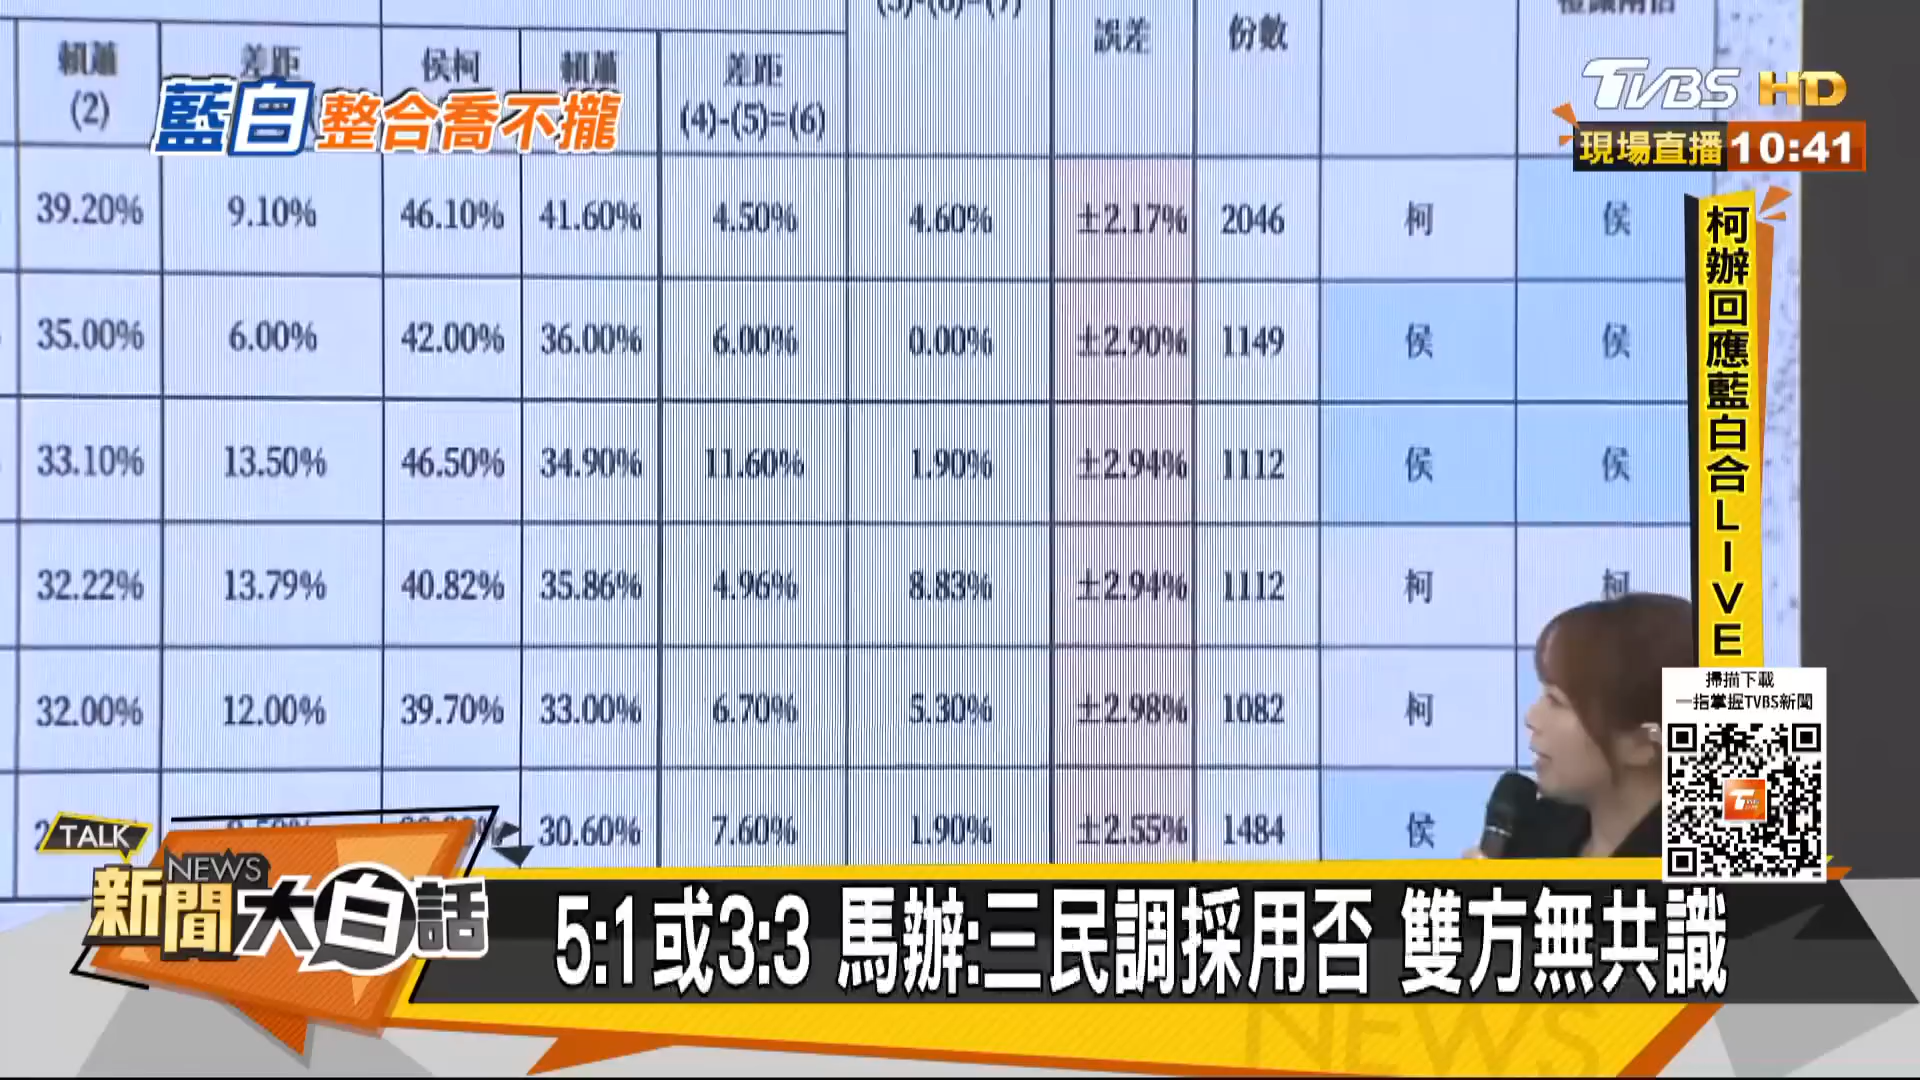 (5)-(6)=(7)
誤差
份數
賴蕭
(2)
差距
侯柯
賴蕭
差距
(4)-(5)=(6)
藍白整合喬不攏
TVBS HD
現場直播 10:41
39.20% 9.10% 46.10% 41.60% 4.50% 4.60% ±2.17% 2046 柯 侯
35.00% 6.00% 42.00% 36.00% 6.00% 0.00% ±2.90% 1149 侯 侯
33.10% 13.50% 46.50% 34.90% 11.60% 1.90% ±2.94% 1112 侯 侯
32.22% 13.79% 40.82% 35.86% 4.96% 8.83% ±2.94% 1112 柯 柯
32.00% 12.00% 39.70% 33.00% 6.70% 5.30% ±2.98% 1082 柯
30.60% 7.60% 1.90% ±2.55% 1484 侯
柯辦回應藍白合LIVE
掃描下載
一指掌握TVBS新聞
TALK
NEWS
新聞大白話
5:1或3:3 馬辦:三民調採用否 雙方無共識
NEWS